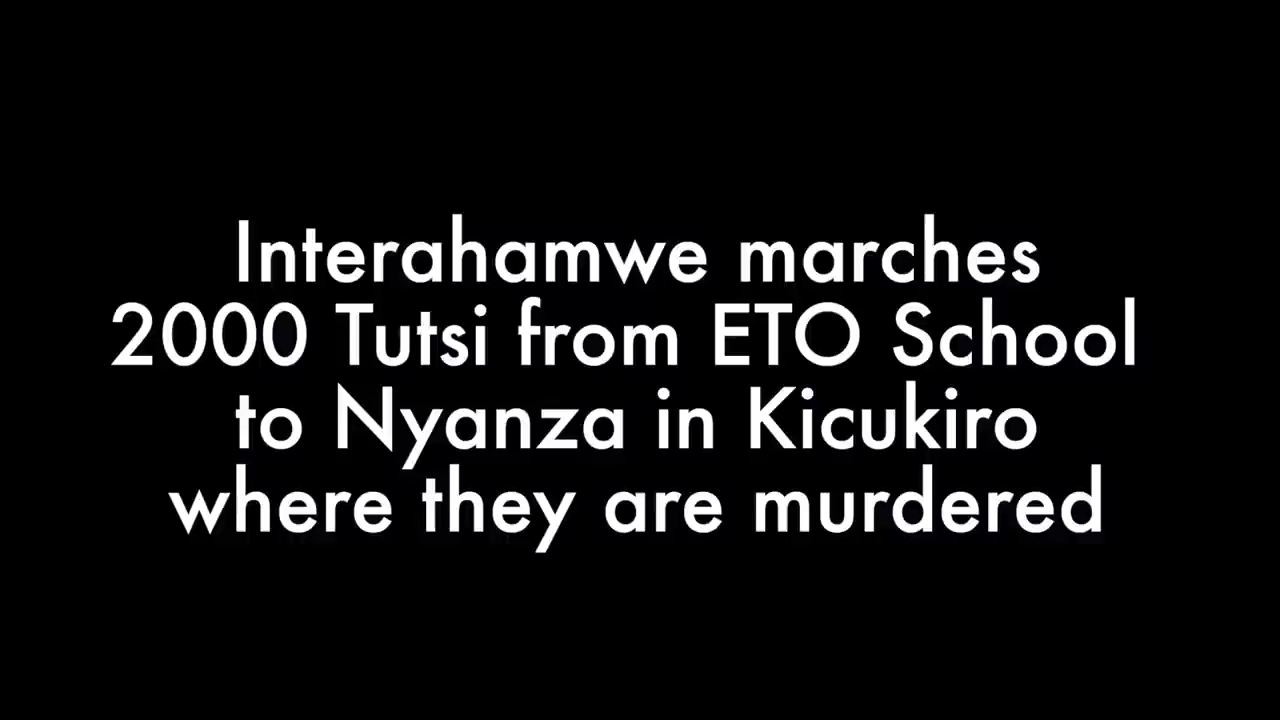 Interahamwe marches
2000 Tutsi from ETO School
to Nyanza in Kicukiro
where they are murdered